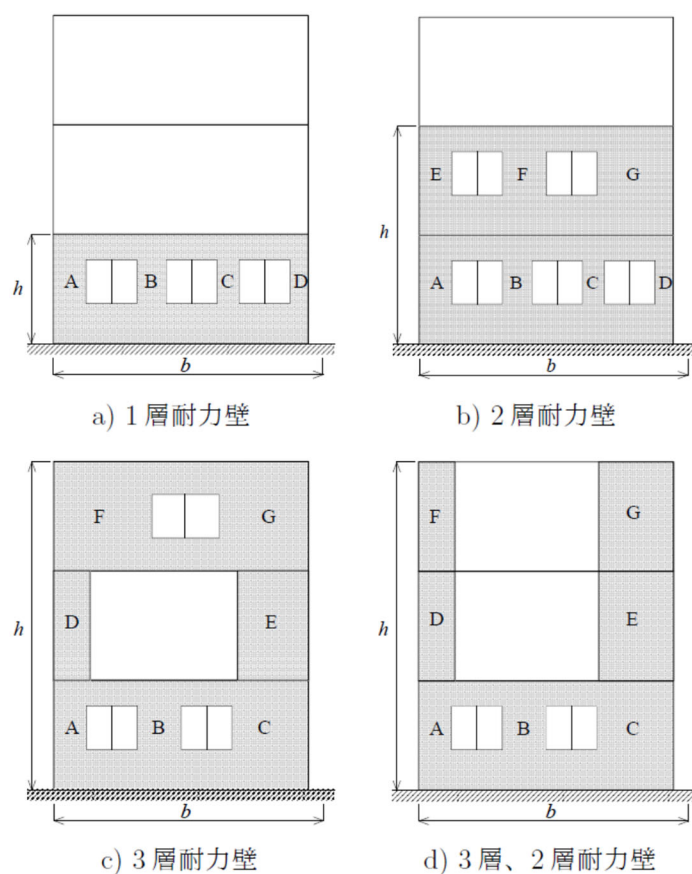 h
A B C D
b
a) 1 層耐力壁
h
E F G
A B C D
b
b) 2 層耐力壁
h
F G
D E
A B C
b
c) 3 層耐力壁
h
F G
D E
A B C
b
d) 3 層、2 層耐力壁